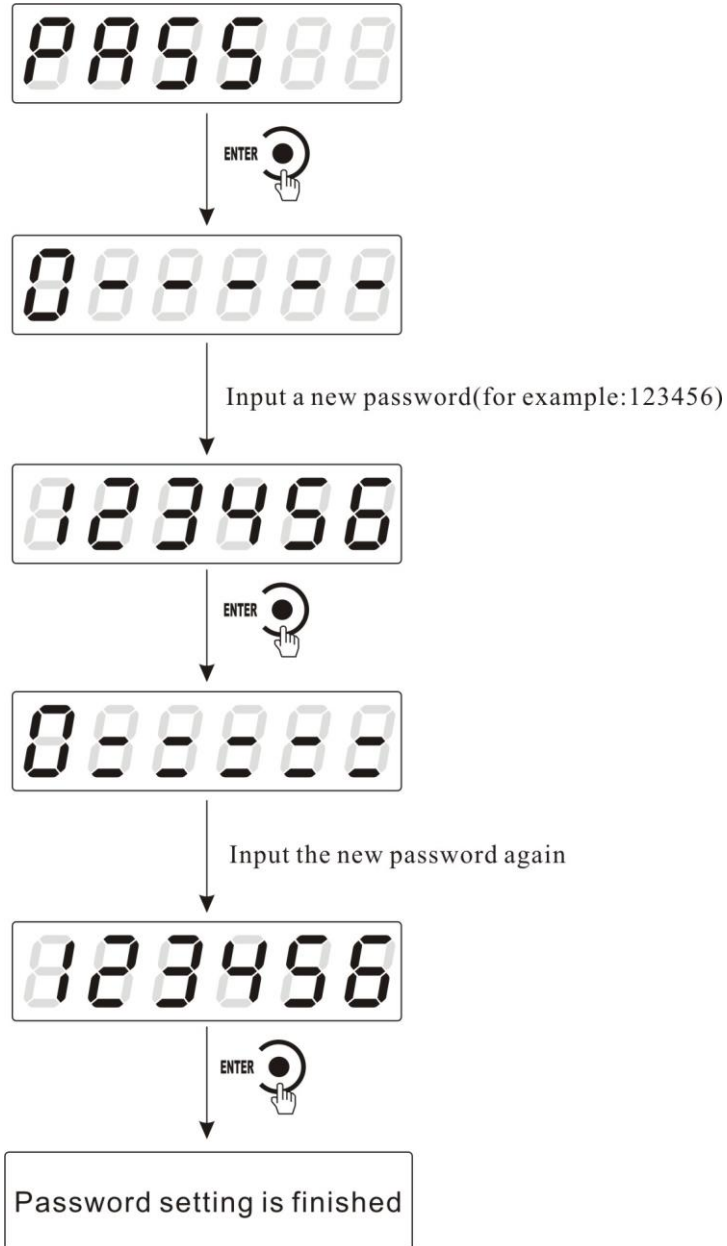 PASS
ENTER
0-----
Input a new password(for example:123456)
123456
ENTER
0=====
Input the new password again
123456
ENTER
Password setting is finished